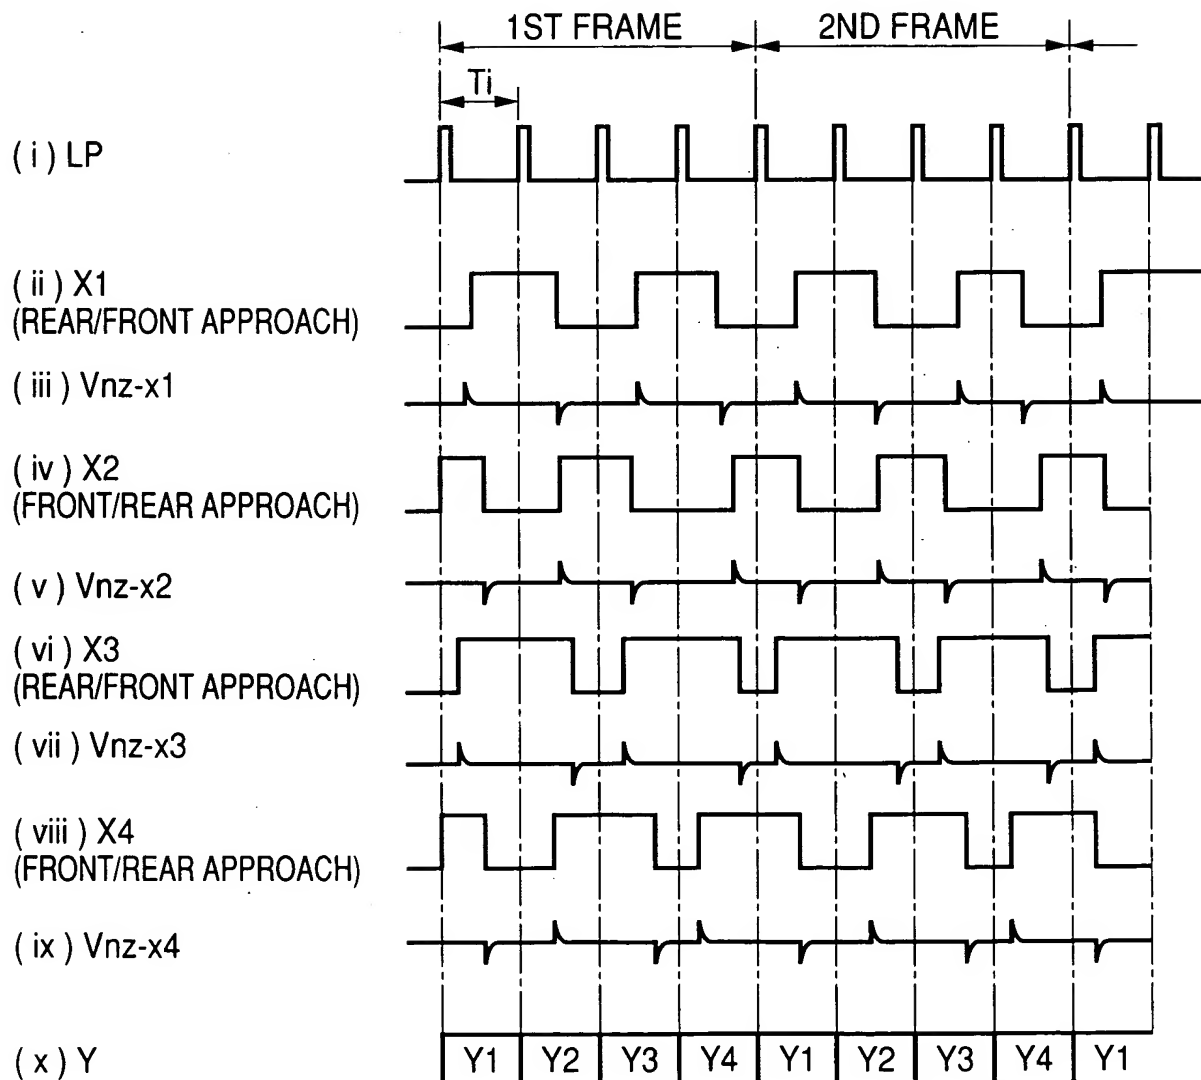 1ST FRAME 2ND FRAME
Ti
( i ) LP
( ii ) X1
(REAR/FRONT APPROACH)
( iii ) Vnz-x1
( iv ) X2
(FRONT/REAR APPROACH)
( v ) Vnz-x2
( vi ) X3
(REAR/FRONT APPROACH)
( vii ) Vnz-x3
( viii ) X4
(FRONT/REAR APPROACH)
( ix ) Vnz-x4
( x ) Y Y1 Y2 Y3 Y4 Y1 Y2 Y3 Y4 Y1